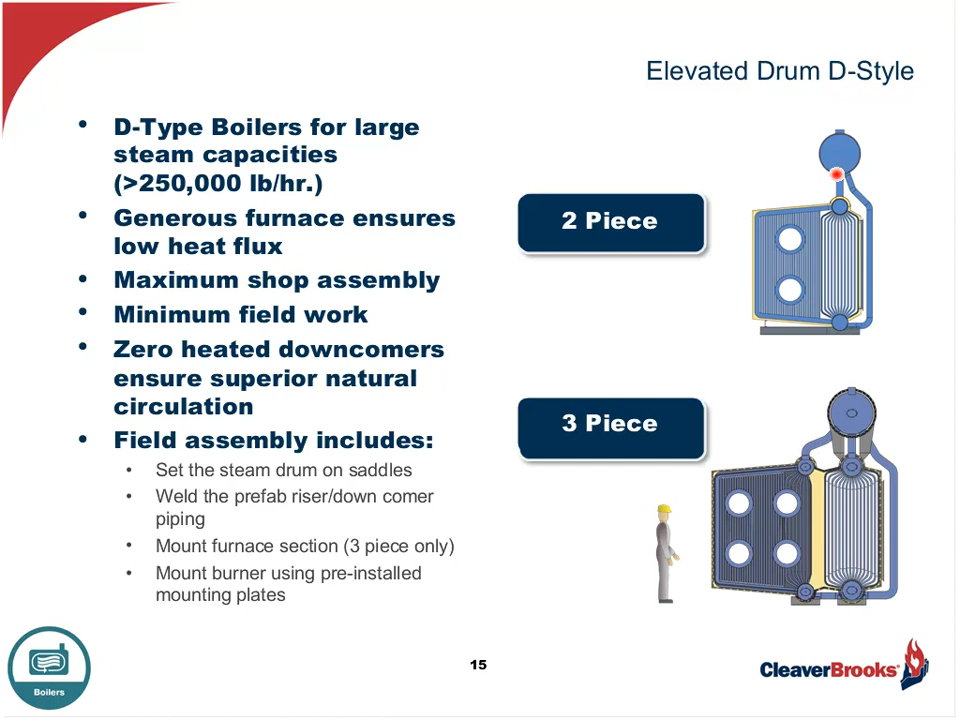 Elevated Drum D-Style
• D-Type Boilers for large
steam capacities
(>250,000 lb/hr.)
• Generous furnace ensures
low heat flux
• Maximum shop assembly
• Minimum field work
• Zero heated downcomers
ensure superior natural
circulation
• Field assembly includes:
• Set the steam drum on saddles
• Weld the prefab riser/down comer
piping
• Mount furnace section (3 piece only)
• Mount burner using pre-installed
mounting plates
2 Piece
3 Piece
Boilers
15
CleaverBrooks®